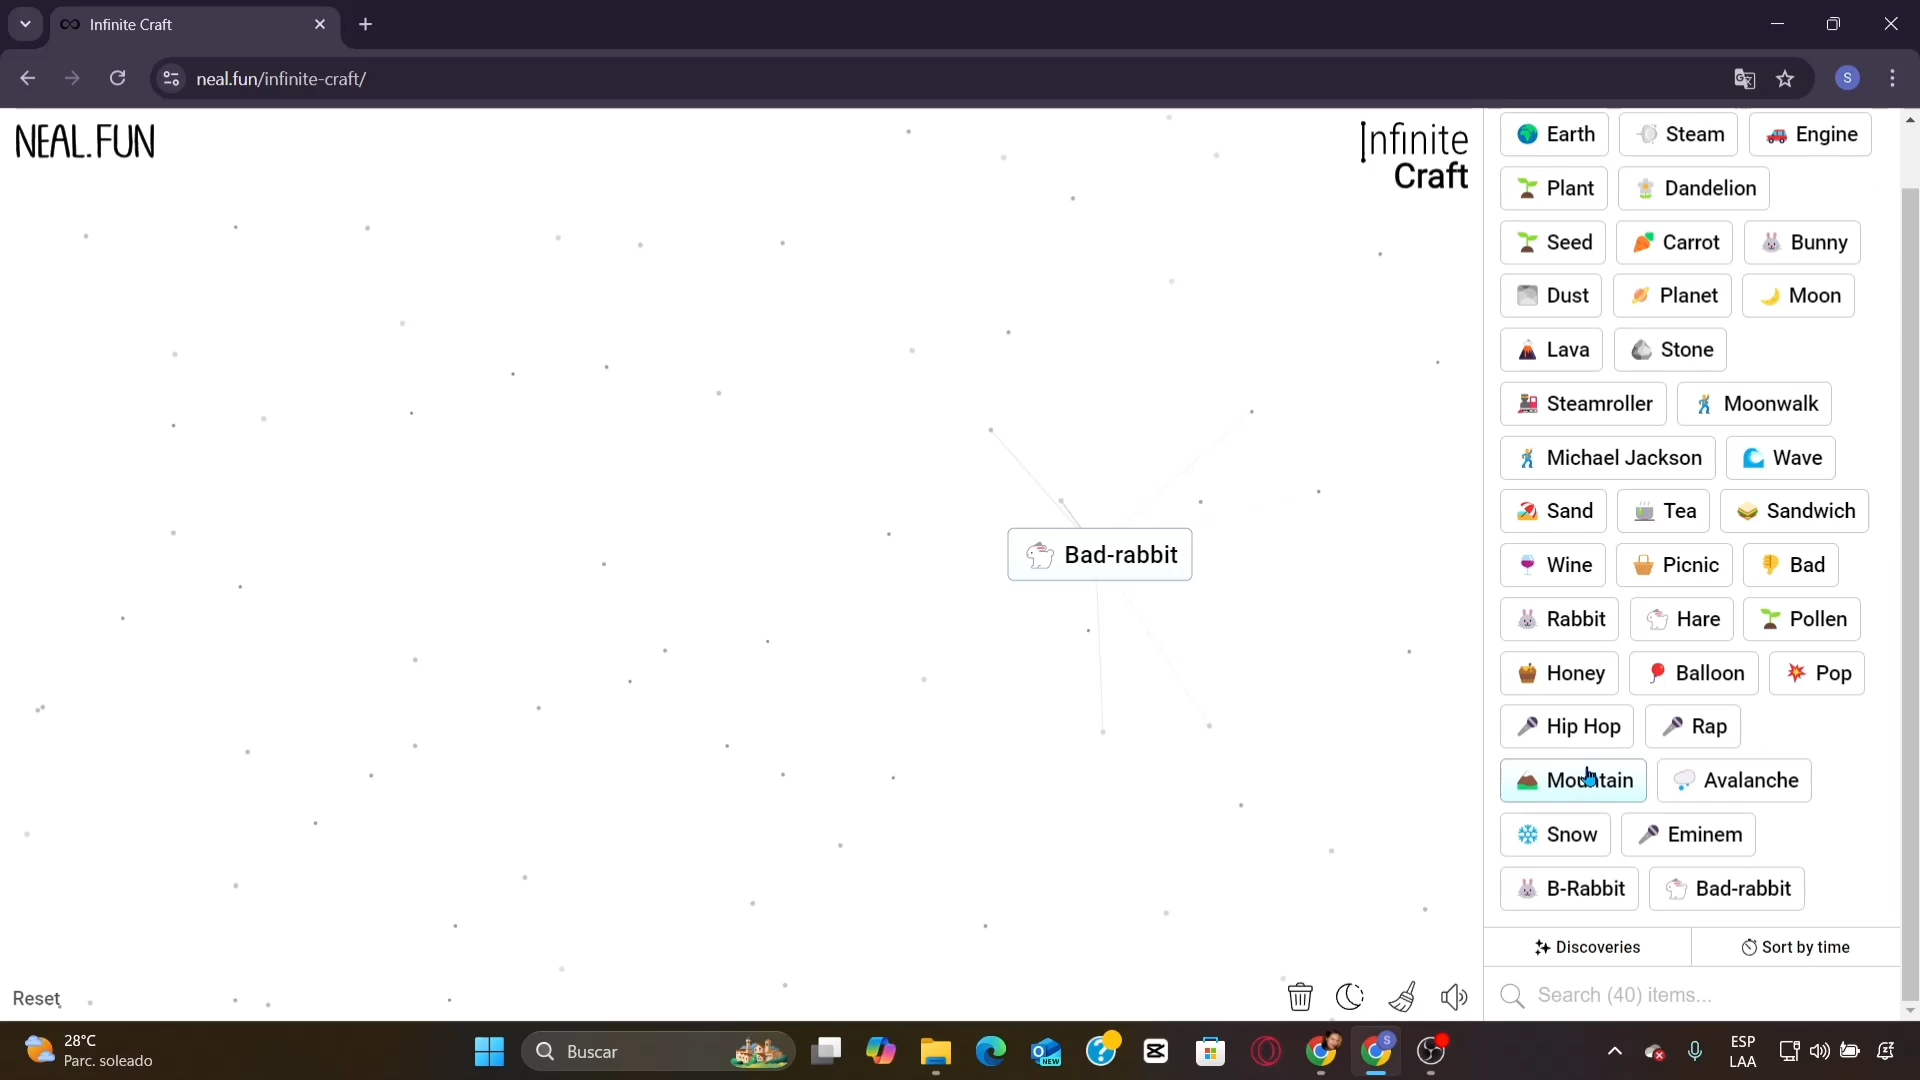 Infinite Craft
neal.fun/infinite-craft/
S
NEAL.FUN
Infinite
Craft
Earth Steam Engine
Plant Dandelion
Seed Carrot Bunny
Dust Planet Moon
Lava Stone
Steamroller Moonwalk
Michael Jackson Wave
Sand Tea Sandwich
Wine Picnic Bad
Bad-rabbit
Rabbit Hare Pollen
Honey Balloon Pop
Hip Hop Rap
Mountain Avalanche
Snow Eminem
B-Rabbit Bad-rabbit
Discoveries Sort by time
Search (40) items...
Reset
28°C
Parc. soleado
Buscar
NEW
S
ESP
LAA